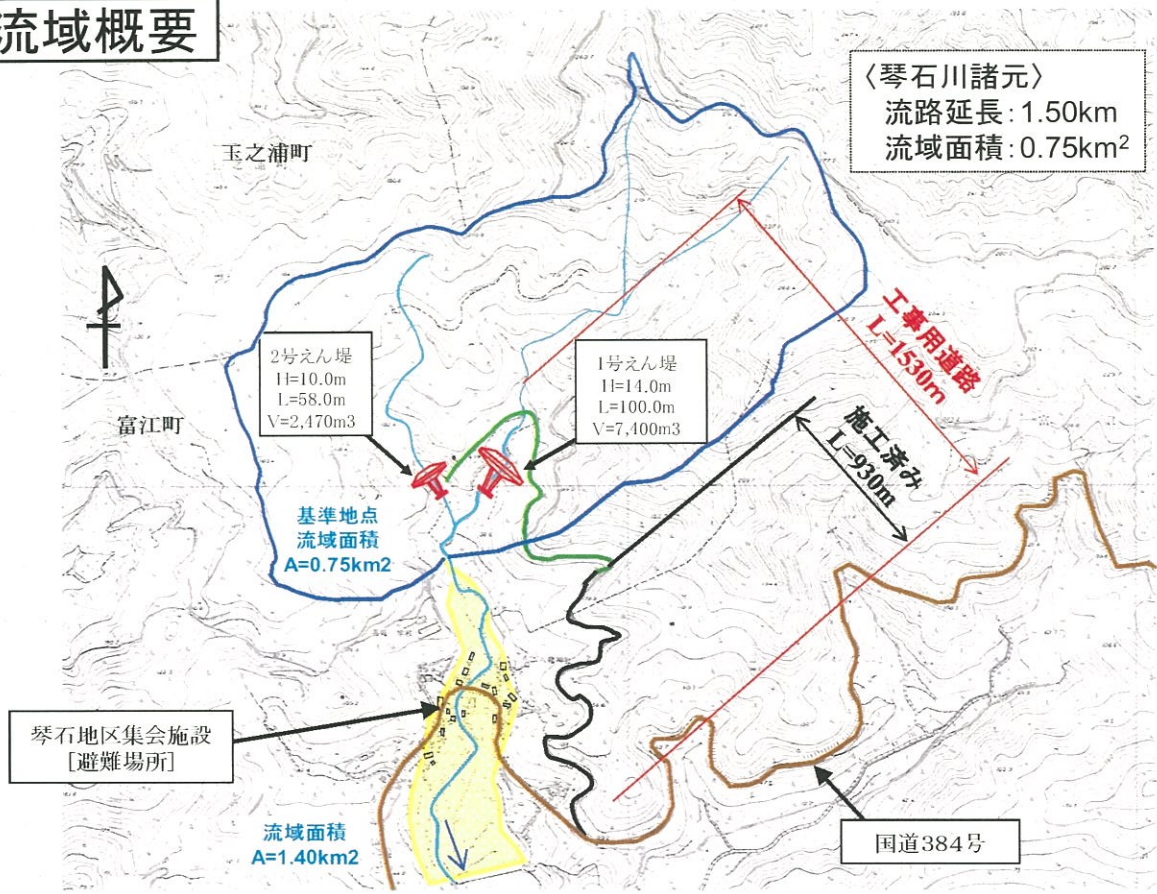 流域概要
〈琴石川諸元〉
流路延長:1.50km
流域面積:0.75km²
玉之浦町
富江町
2号えん堤
H=10.0m
L=58.0m
V=2,470m3
1号えん堤
H=14.0m
L=100.0m
V=7,400m3
工事用道路
L=1530m
施工済み
L=930m
基準地点
流域面積
A=0.75km2
琴石地区集会施設
[避難場所]
流域面積
A=1.40km2
国道384号